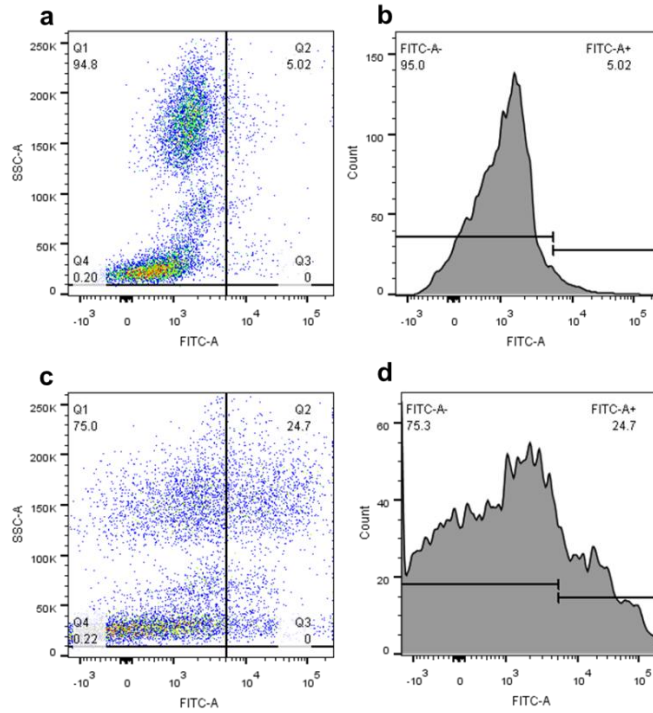 a
Q1
94.8
Q2
5.02
250K
200K
150K
100K
50K
0
SSC-A
Q4
0.20
Q3
0
-10^3 0 10^3 10^4 10^5
FITC-A
b
FITC-A-
95.0
FITC-A+
5.02
150
100
50
0
Count
-10^3 0 10^3 10^4 10^5
FITC-A
c
Q1
75.0
Q2
24.7
250K
200K
150K
100K
50K
0
SSC-A
Q4
0.22
Q3
0
-10^3 0 10^3 10^4 10^5
FITC-A
d
FITC-A-
75.3
FITC-A+
24.7
60
40
20
0
Count
-10^3 0 10^3 10^4 10^5
FITC-A